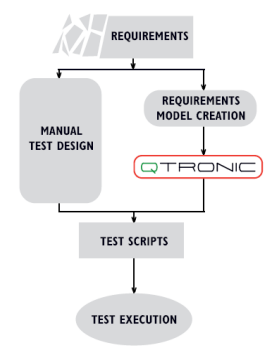 REQUIREMENTS
MANUAL
TEST DESIGN
REQUIREMENTS
MODEL CREATION
QTRONIC
TEST SCRIPTS
TEST EXECUTION